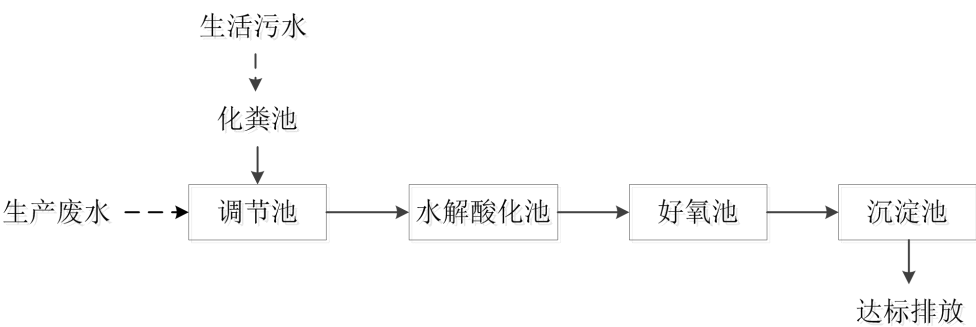 生活污水
化粪池
生产废水
调节池
水解酸化池
好氧池
沉淀池
达标排放